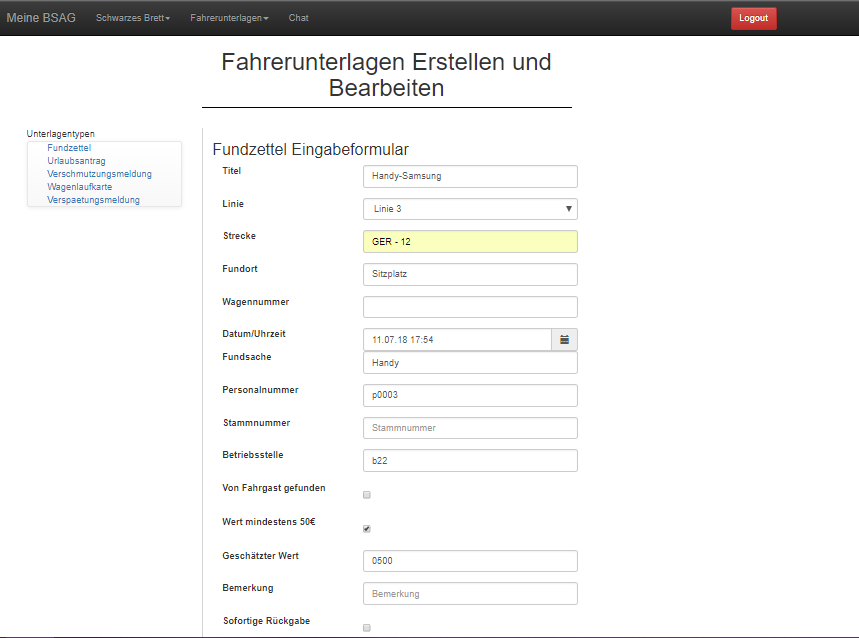 Meine BSAG Schwarzes Brett Fahrerunterlagen Chat Logout
Fahrerunterlagen Erstellen und
Bearbeiten
Unterlagentypen
Fundzettel
Urlaubsantrag
Verschmutzungsmeldung
Wagenlaufkarte
Verspaetungsmeldung
Fundzettel Eingabeformular
Titel Handy-Samsung
Linie Linie 3
Strecke GER - 12
Fundort Sitzplatz
Wagennummer
Datum/Uhrzeit 11.07.18 17:54
Fundsache Handy
Personalnummer p0003
Stammnummer Stammnummer
Betriebsstelle b22
Von Fahrgast gefunden
Wert mindestens 50€
Geschätzter Wert 0500
Bemerkung Bemerkung
Sofortige Rückgabe